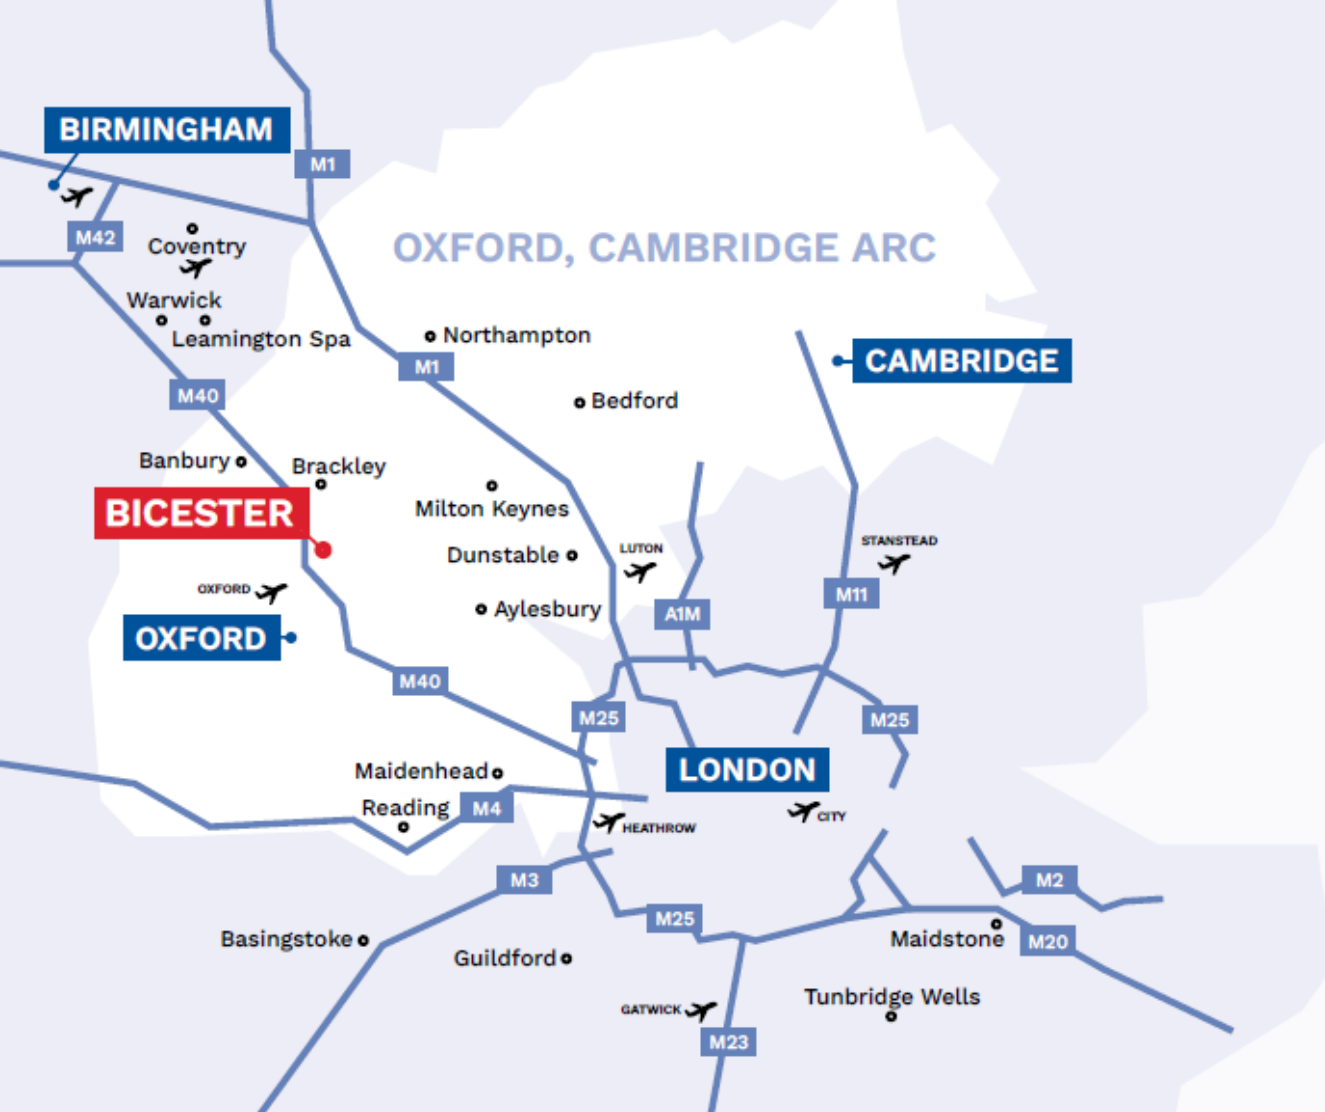 BIRMINGHAM
M1
M42
Coventry
OXFORD, CAMBRIDGE ARC
Warwick
Leamington Spa
Northampton
M1
CAMBRIDGE
M40
Bedford
Banbury
Brackley
BICESTER
Milton Keynes
STANSTEAD
LUTON
Dunstable
OXFORD
M11
Aylesbury
A1M
OXFORD
M40
M25
M25
LONDON
Maidenhead
Reading
M4
CITY
HEATHROW
M3
M2
M25
Basingstoke
Maidstone
M20
Guildford
Tunbridge Wells
GATWICK
M23